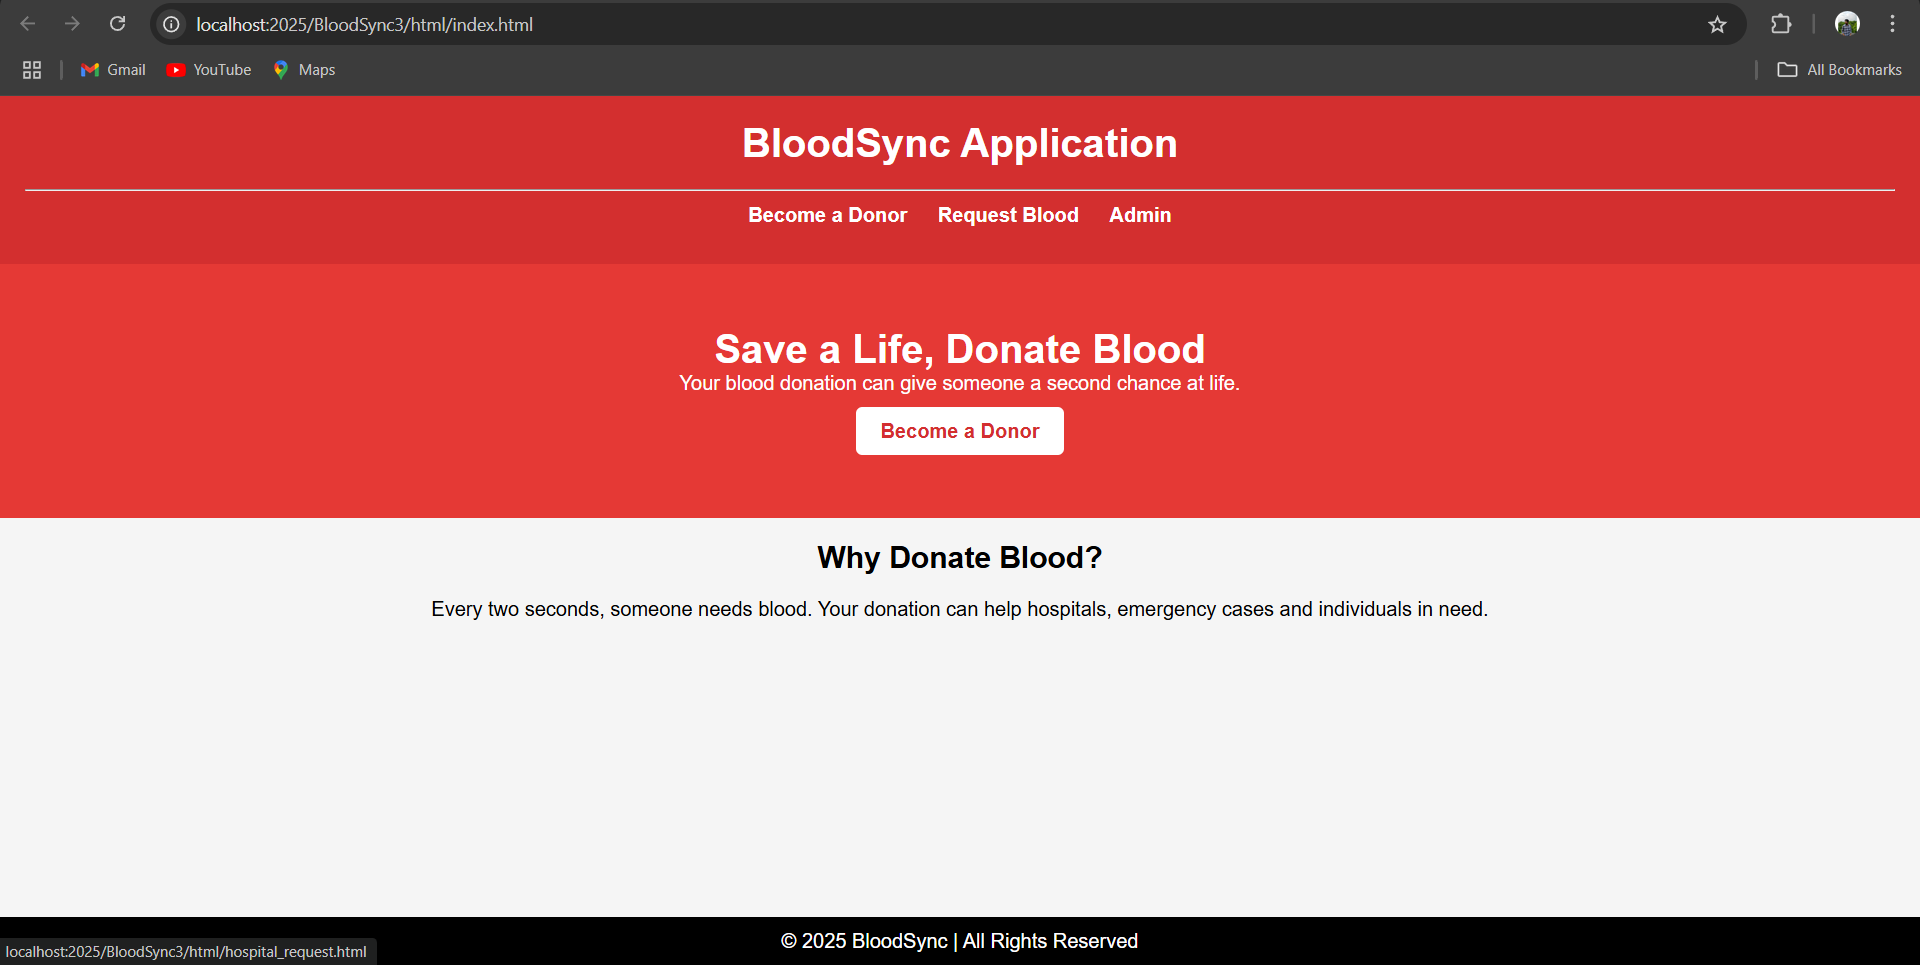 localhost:2025/BloodSync3/html/index.html
Gmail YouTube Maps All Bookmarks
BloodSync Application
Become a Donor Request Blood Admin
Save a Life, Donate Blood
Your blood donation can give someone a second chance at life.
Become a Donor
Why Donate Blood?
Every two seconds, someone needs blood. Your donation can help hospitals, emergency cases and individuals in need.
© 2025 BloodSync | All Rights Reserved
localhost:2025/BloodSync3/html/hospital_request.html